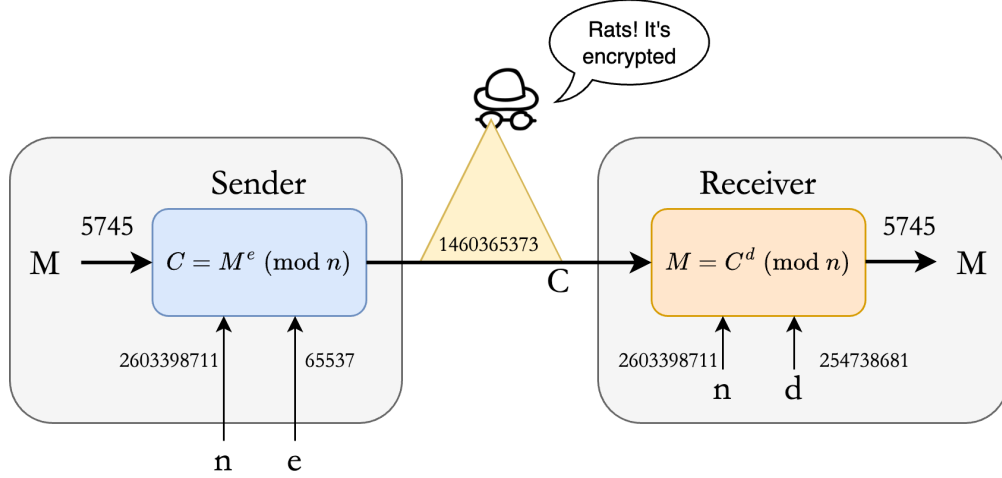 Rats! It's
encrypted
Sender
Receiver
5745
M
C = M^e (mod n)
1460365373
C
M = C^d (mod n)
5745
M
2603398711
65537
2603398711
254738681
n
d
n
e